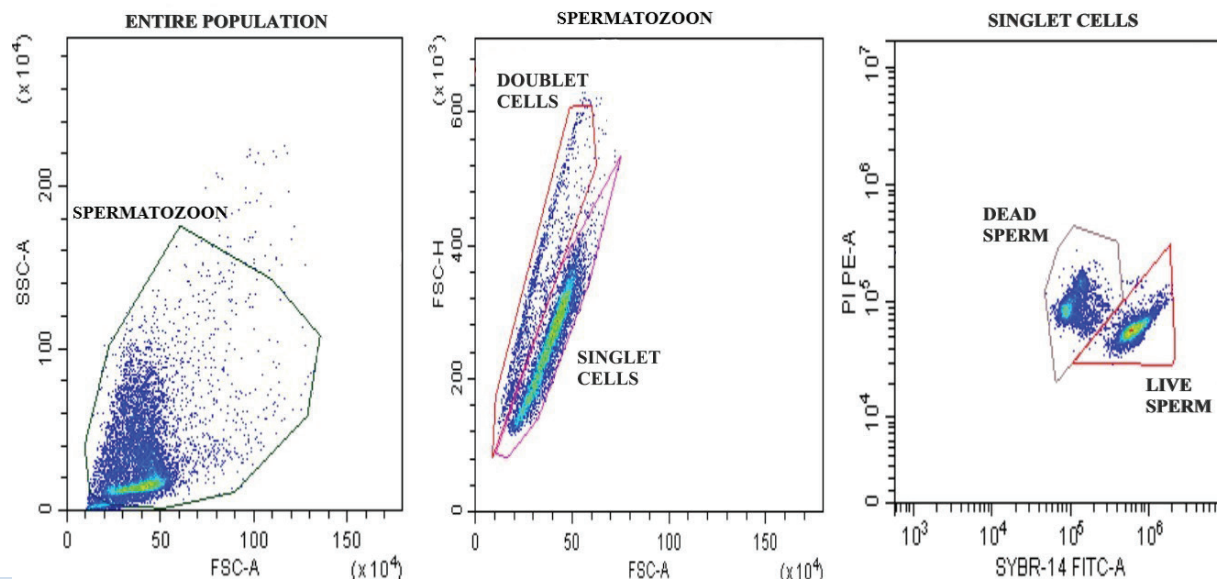 ENTIRE POPULATION
SPERMATOZOON
SSC-A
(x 10⁴)
0
100
200
0
50
100
150
FSC-A
(x 10⁴)
SPERMATOZOON
DOUBLET
CELLS
SINGLET
CELLS
FSC-H
(x 10³)
0
200
400
600
0
50
100
150
FSC-A
(x 10⁴)
SINGLET CELLS
DEAD
SPERM
LIVE
SPERM
PI PE-A
0
10⁴
10⁵
10⁶
10⁷
10³
10⁴
10⁵
10⁶
SYBR-14 FITC-A